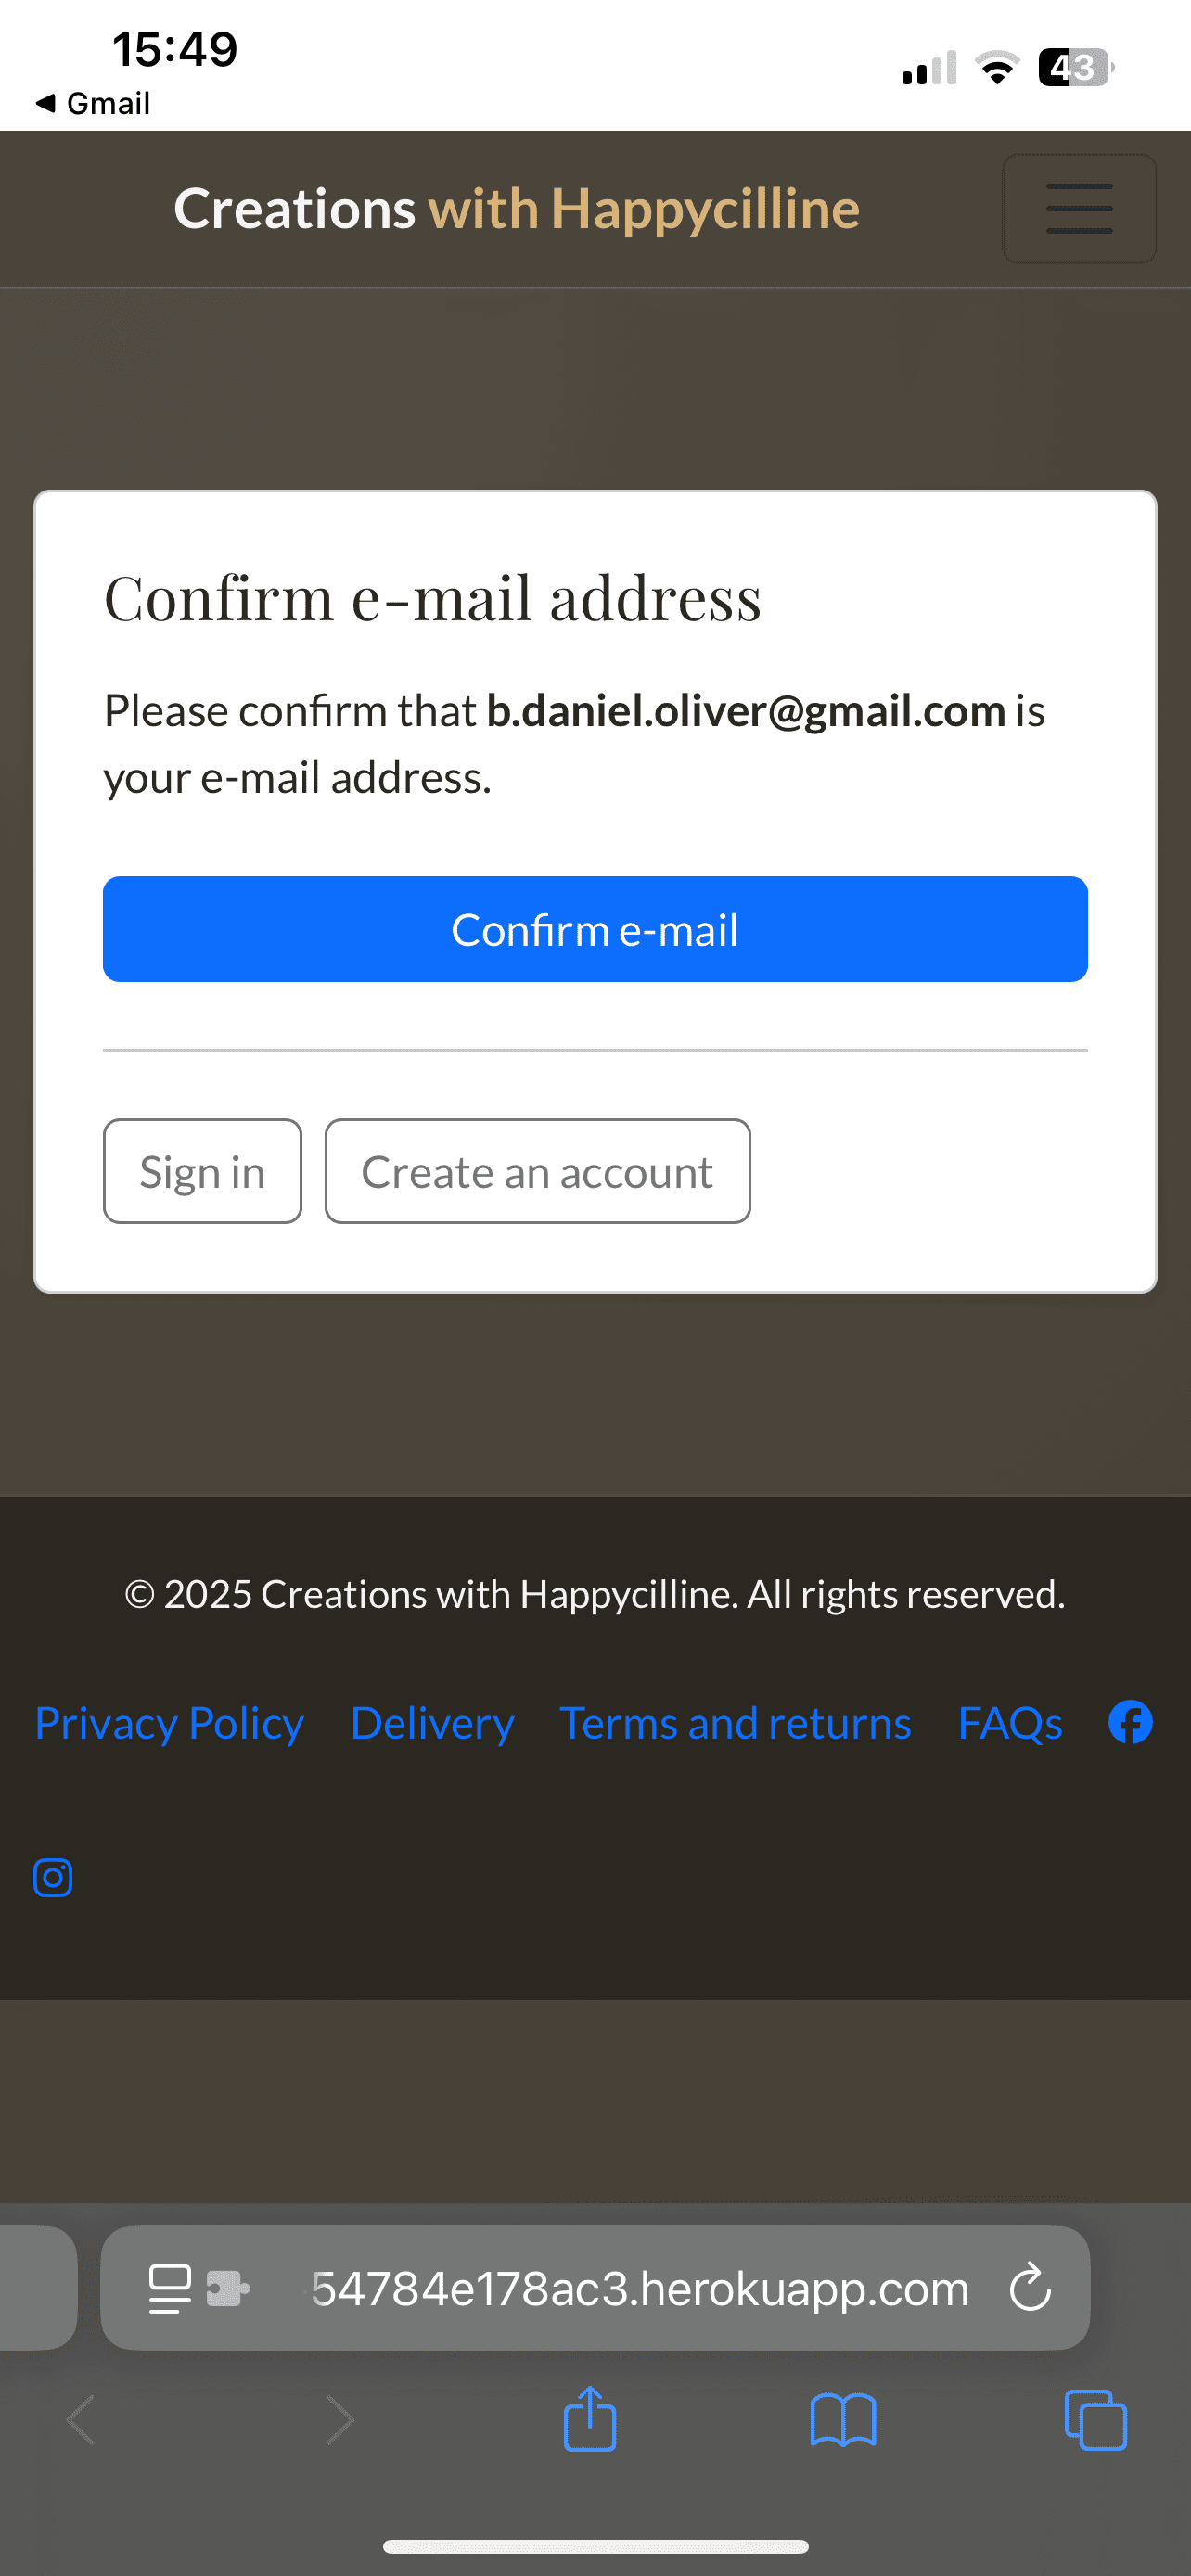 15:49
43
◀ Gmail
Creations with Happycilline
Confirm e-mail address
Please confirm that b.daniel.oliver@gmail.com is
your e-mail address.
Confirm e-mail
Sign in
Create an account
© 2025 Creations with Happycilline. All rights reserved.
Privacy Policy Delivery Terms and returns FAQs
54784e178ac3.herokuapp.com